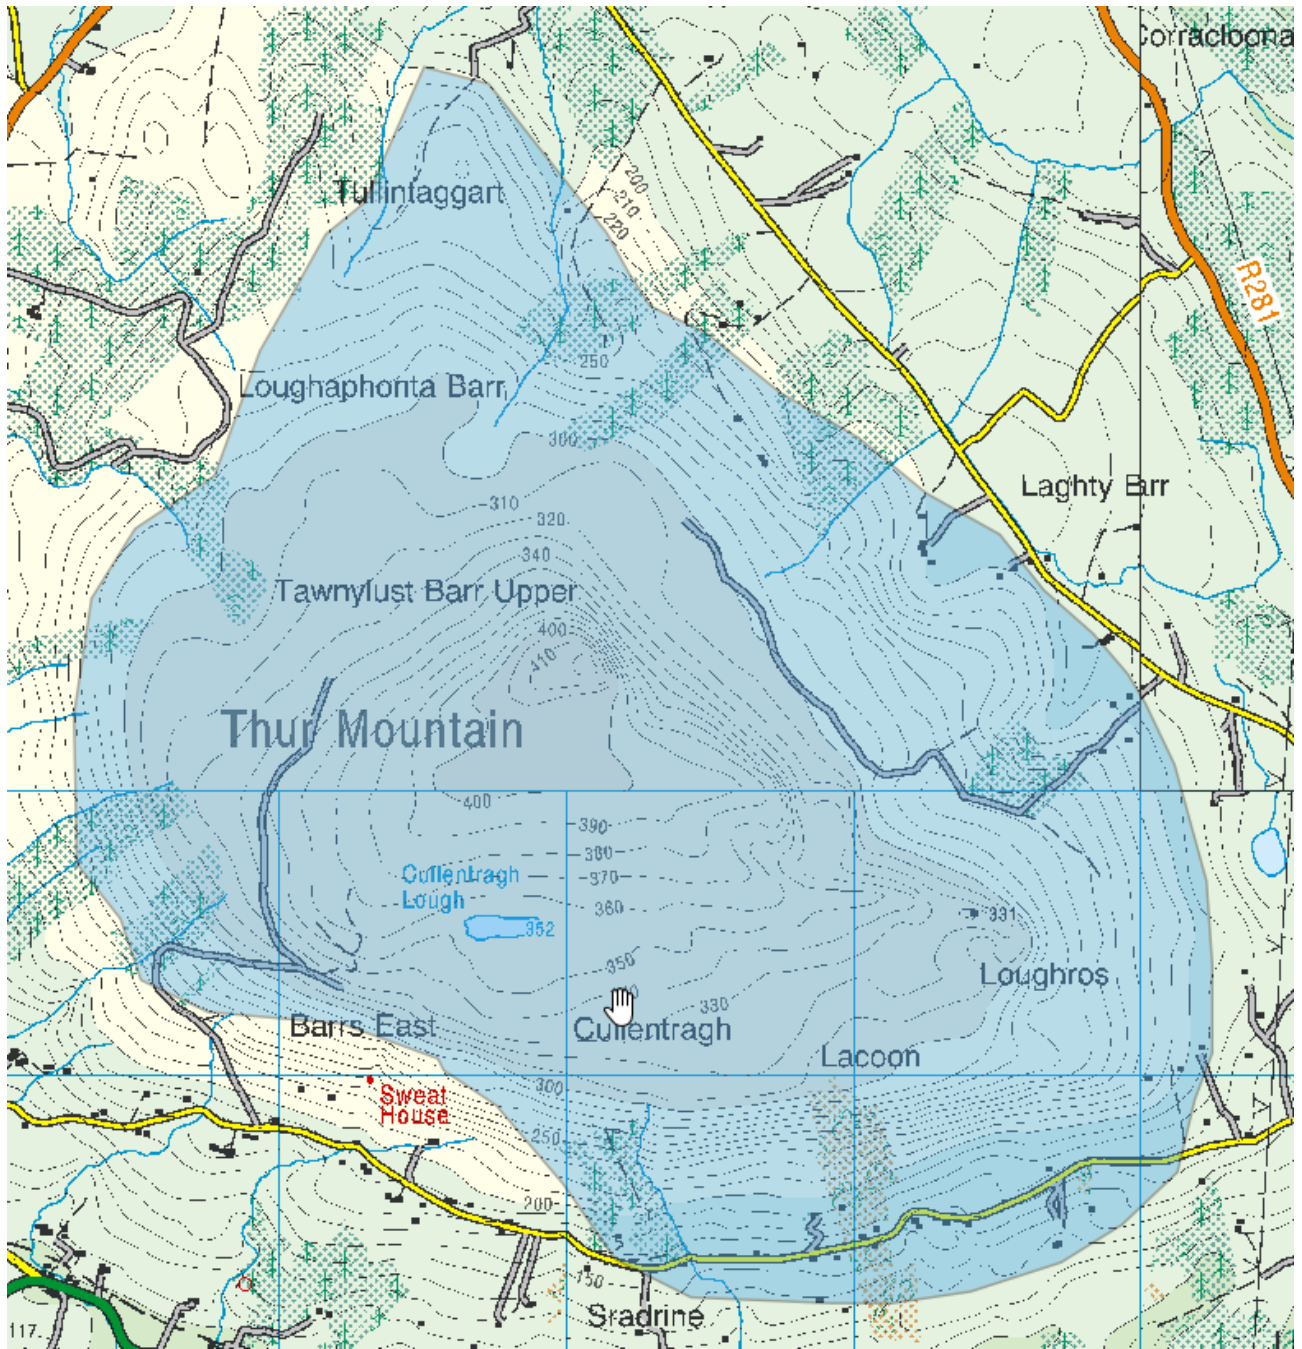 Corracloona
200
Tullintaggart
210
220
R281
250
Loughaphonta Barr
300
Laghty Barr
310
320
340
Tawnylust Barr Upper
400
410
Thur Mountain
400
390
380
370
Cullentragh
Lough
360
331
352
350
Loughros
330
Barrs East
Cullentragh
Lacoon
300
Sweat
House
250
200
150
Sradrine
117